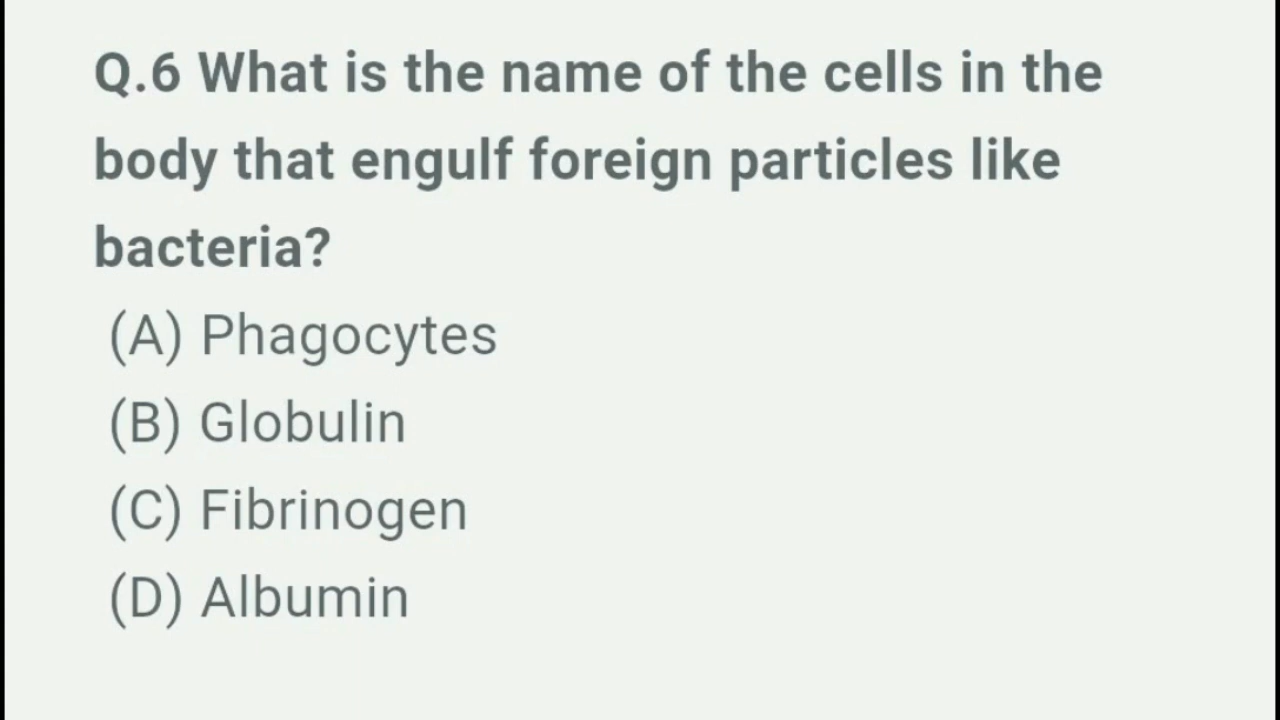 Q.6 What is the name of the cells in the
body that engulf foreign particles like
bacteria?
(A) Phagocytes
(B) Globulin
(C) Fibrinogen
(D) Albumin